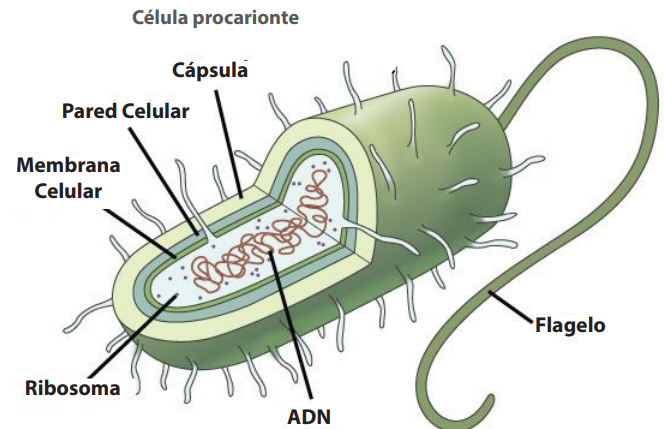 Célula procarionte
Cápsula
Pared Celular
Membrana
Celular
Flagelo
Ribosoma
ADN